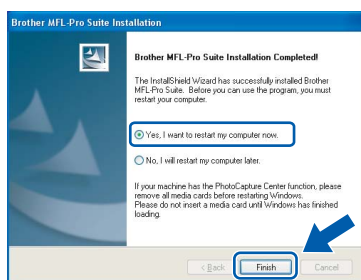 Brother MFL-Pro Suite Installation
Brother MFL-Pro Suite Installation Completed!
The InstallShield Wizard has successfully installed Brother
MFL-Pro Suite. Before you can use the program, you must
restart your computer.
Yes, I want to restart my computer now.
No, I will restart my computer later.
If your machine has the PhotoCapture Center function, please
remove all media cards before restarting Windows.
Please do not insert a media card until Windows has finished
loading.
< Back
Finish
Cancel